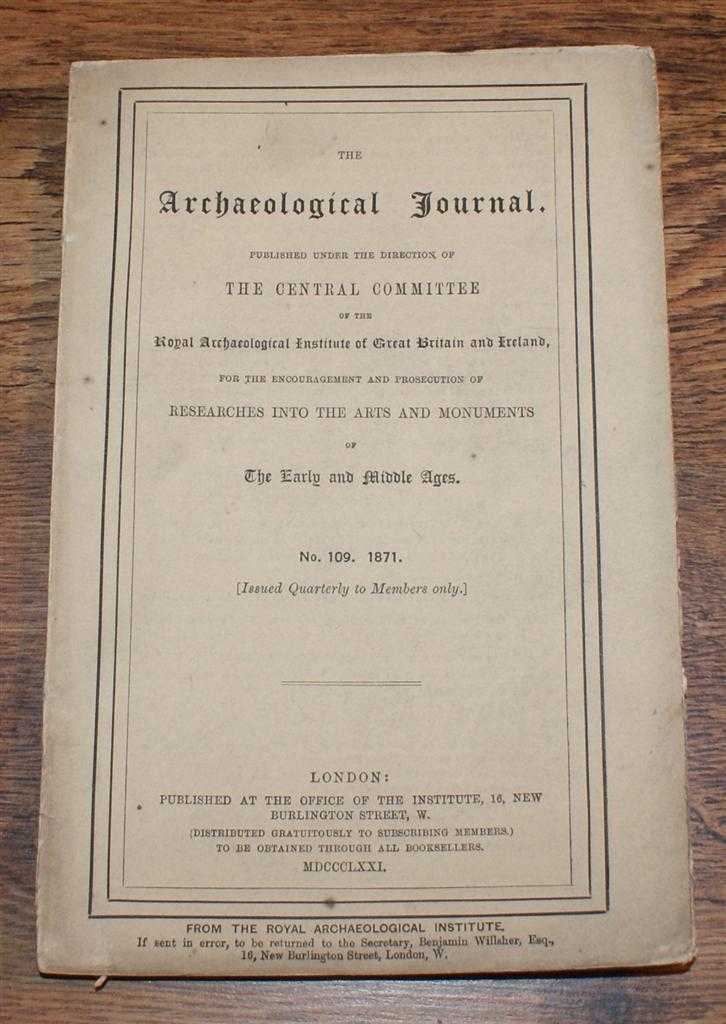 THE
Archaeological Journal.
PUBLISHED UNDER THE DIRECTION OF
THE CENTRAL COMMITTEE
OF THE
Royal Archaeological Institute of Great Britain and Ireland,
FOR THE ENCOURAGEMENT AND PROSECUTION OF
RESEARCHES INTO THE ARTS AND MONUMENTS
OF
The Early and Middle Ages.
No. 109. 1871.
[Issued Quarterly to Members only.]
LONDON:
PUBLISHED AT THE OFFICE OF THE INSTITUTE, 16, NEW
BURLINGTON STREET, W.
(DISTRIBUTED GRATUITOUSLY TO SUBSCRIBING MEMBERS.)
TO BE OBTAINED THROUGH ALL BOOKSELLERS.
MDCCCLXXI.
FROM THE ROYAL ARCHAEOLOGICAL INSTITUTE.
If sent in error, to be returned to the Secretary, Benjamin Willsher, Esq.,
16, New Burlington Street, London, W.